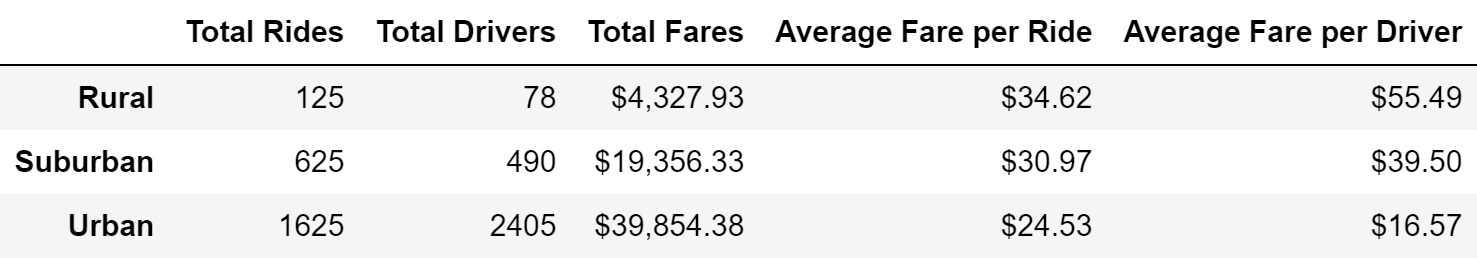 Total Rides Total Drivers Total Fares Average Fare per Ride Average Fare per Driver
Rural 125 78 $4,327.93 $34.62 $55.49
Suburban 625 490 $19,356.33 $30.97 $39.50
Urban 1625 2405 $39,854.38 $24.53 $16.57